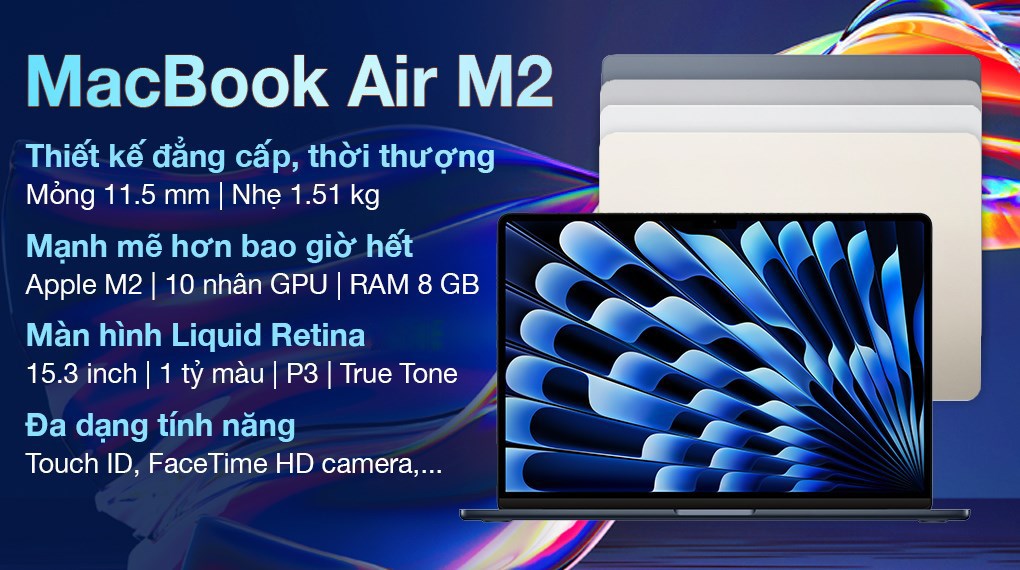 MacBook Air M2
Thiết kế đẳng cấp, thời thượng
Mỏng 11.5 mm | Nhẹ 1.51 kg
Mạnh mẽ hơn bao giờ hết
Apple M2 | 10 nhân GPU | RAM 8 GB
Màn hình Liquid Retina
15.3 inch | 1 tỷ màu | P3 | True Tone
Đa dạng tính năng
Touch ID, FaceTime HD camera,...